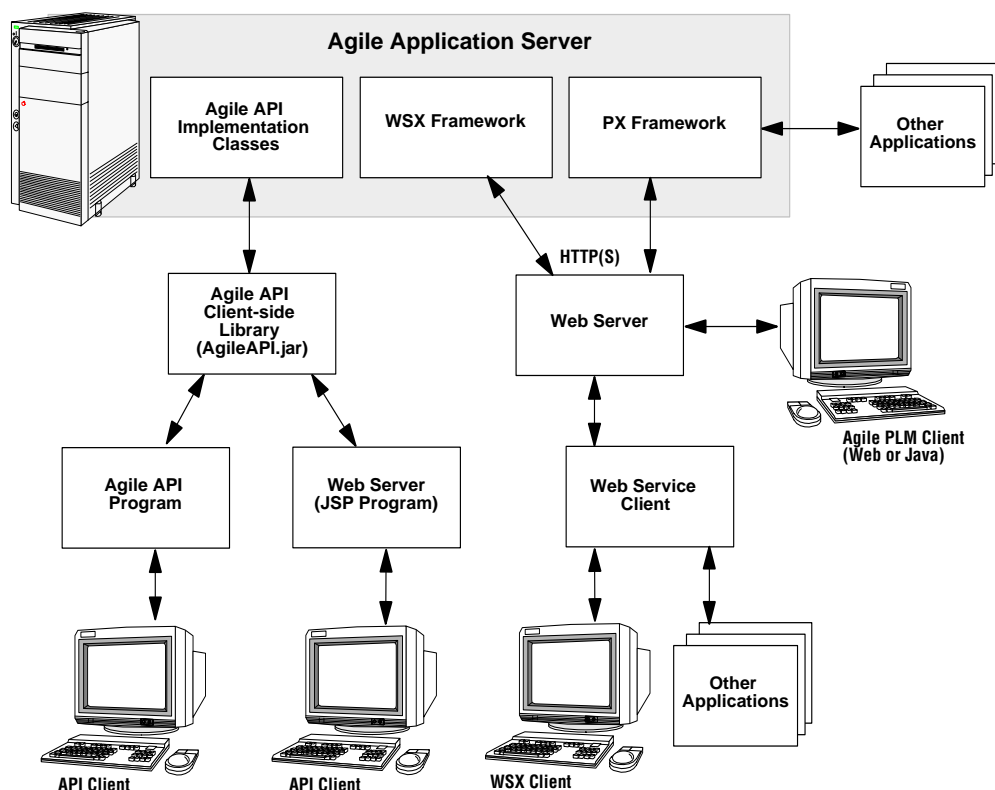 Agile Application Server
Agile API
Implementation
Classes
WSX Framework
PX Framework
Other
Applications
HTTP(S)
Agile API
Client-side
Library
(AgileAPI.jar)
Web Server
Agile PLM Client
(Web or Java)
Agile API
Program
Web Server
(JSP Program)
Web Service
Client
Other
Applications
API Client
API Client
WSX Client